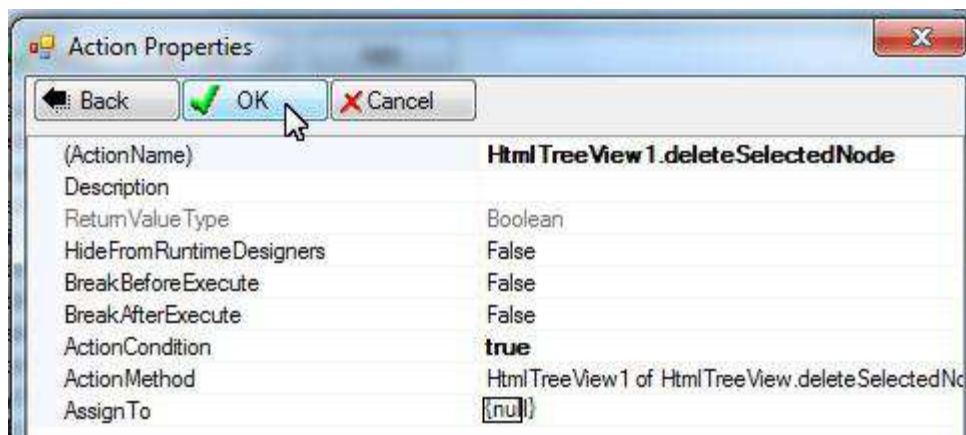 Action Properties
Back OK Cancel
(ActionName) HtmlTreeView1.deleteSelectedNode
Description
ReturnValueType Boolean
HideFromRuntimeDesigners False
BreakBeforeExecute False
BreakAfterExecute False
ActionCondition true
ActionMethod HtmlTreeView1 of HtmlTreeView.deleteSelectedNo
AssignTo {null}